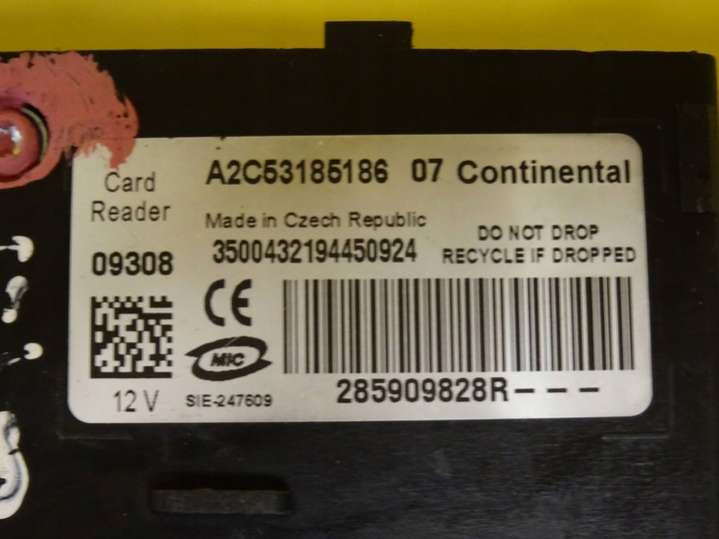 Card Reader
A2C53185186 07 Continental
Made in Czech Republic
09308
3500432194450924
DO NOT DROP
RECYCLE IF DROPPED
CE
MIC
12 V
SIE-247609
285909828R---